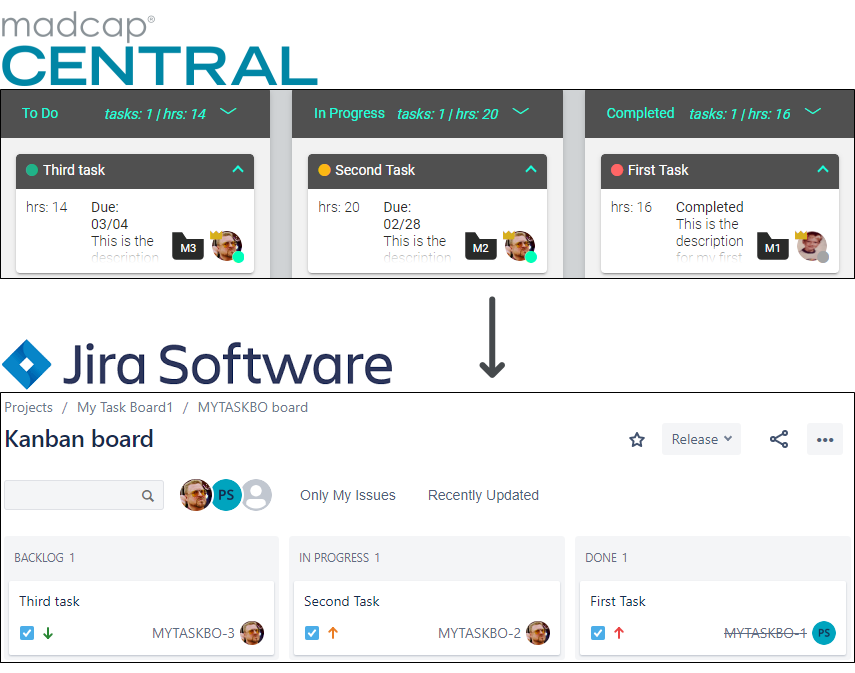 madcap®
CENTRAL
To Do tasks: 1 | hrs: 14
In Progress tasks: 1 | hrs: 20
Completed tasks: 1 | hrs: 16
Third task
Second Task
First Task
hrs: 14
Due:
03/04
This is the
description
M3
hrs: 20
Due:
02/28
This is the
description
M2
hrs: 16
Completed
This is the
description
for my first
M1
Jira Software
Projects / My Task Board1 / MYTASKBO board
Kanban board
Release
PS
Only My Issues
Recently Updated
BACKLOG 1
IN PROGRESS 1
DONE 1
Third task
MYTASKBO-3
Second Task
MYTASKBO-2
First Task
MYTASKBO-1
PS